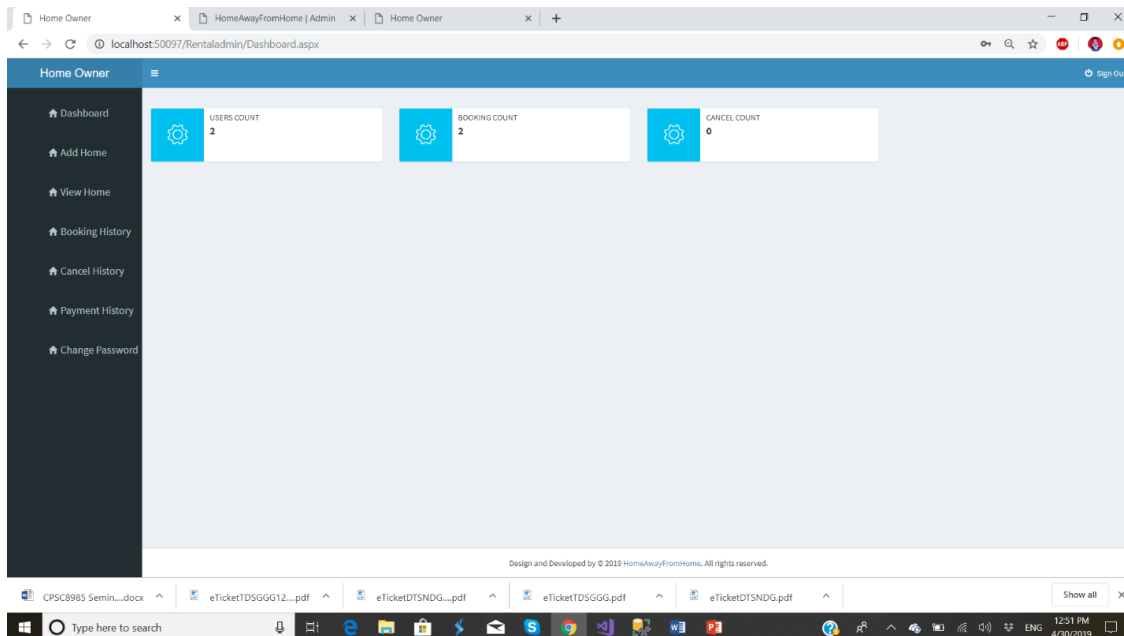 Home Owner
HomeAwayFromHome | Admin
Home Owner
localhost:50097/Rentaladmin/Dashboard.aspx
ABP
Home Owner
Sign Ou
Dashboard
Add Home
View Home
Booking History
Cancel History
Payment History
Change Password
USERS COUNT
2
BOOKING COUNT
2
CANCEL COUNT
0
Design and Developed by © 2019 HomeAwayFromHome. All rights reserved.
CPSC8985 Semin....docx
eTicketTDSGGG12....pdf
eTicketDTSNDG....pdf
eTicketTDSGGG.pdf
eTicketDTSNDG.pdf
Show all
Type here to search
ENG
12:51 PM
4/30/2019